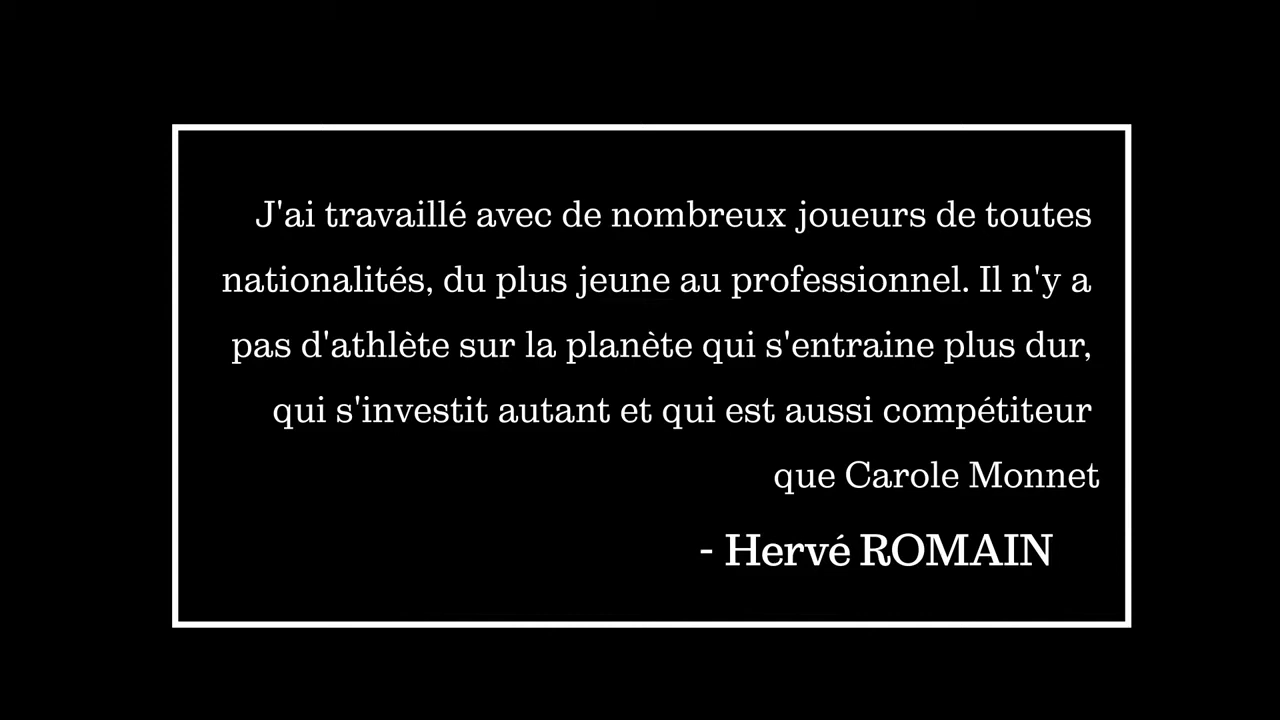 J'ai travaillé avec de nombreux joueurs de toutes
nationalités, du plus jeune au professionnel. Il n'y a
pas d'athlète sur la planète qui s'entraine plus dur,
qui s'investit autant et qui est aussi compétiteur
que Carole Monnet
- Hervé ROMAIN